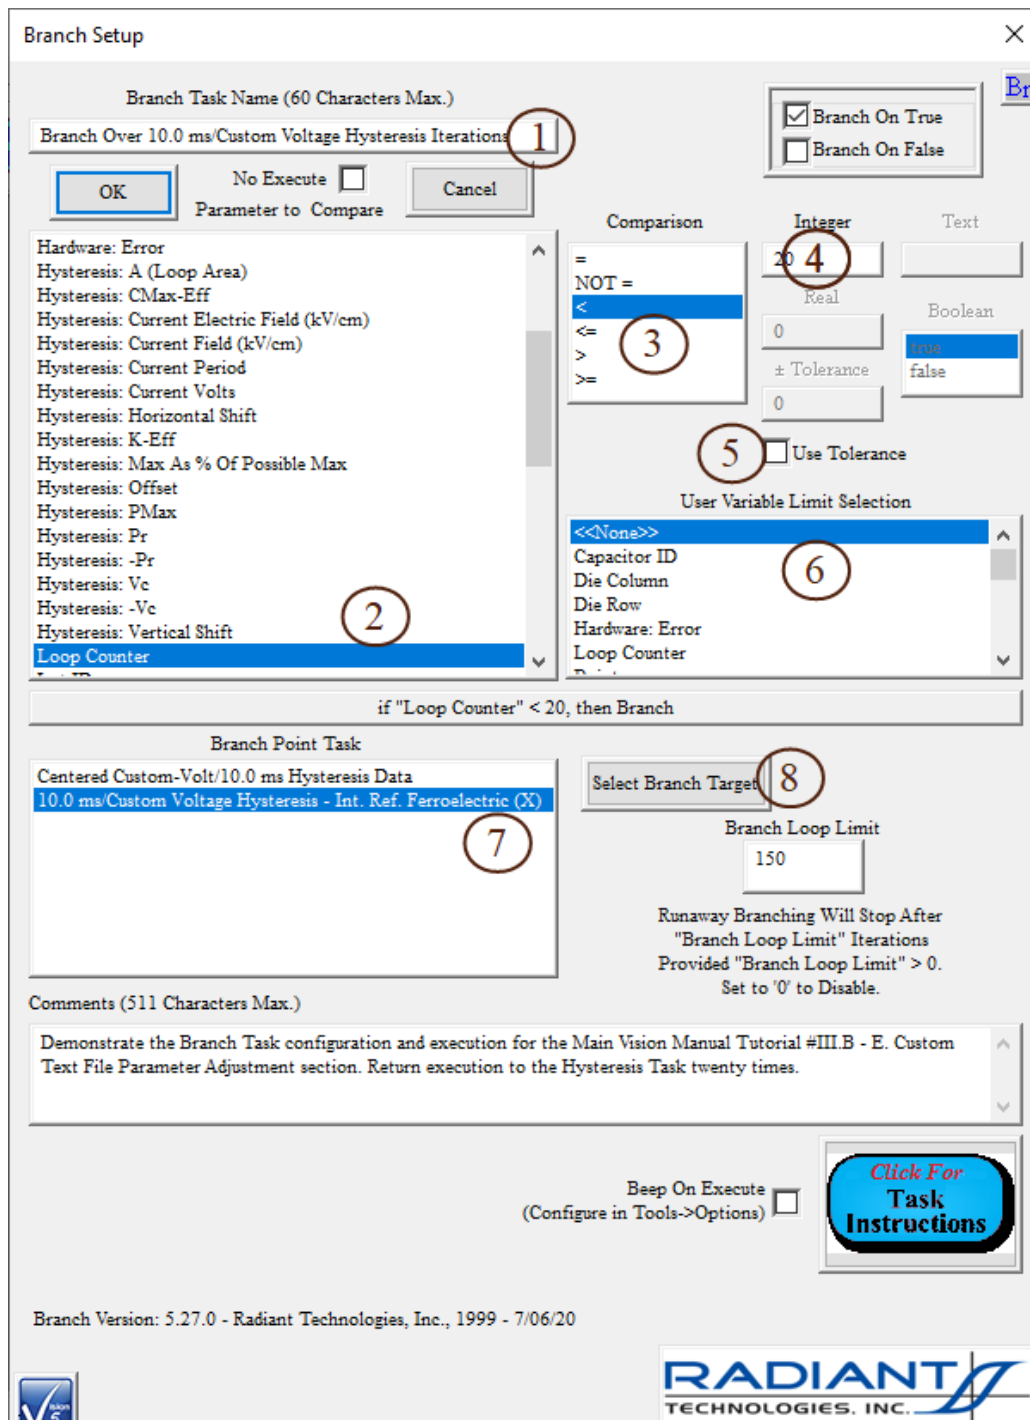 Branch Setup
Br
Branch Task Name (60 Characters Max.)
Branch Over 10.0 ms/Custom Voltage Hysteresis Iterations
1
Branch On True
Branch On False
OK
No Execute
Cancel
Parameter to Compare
Hardware: Error
Hysteresis: A (Loop Area)
Hysteresis: CMax-Eff
Hysteresis: Current Electric Field (kV/cm)
Hysteresis: Current Field (kV/cm)
Hysteresis: Current Period
Hysteresis: Current Volts
Hysteresis: Horizontal Shift
Hysteresis: K-Eff
Hysteresis: Max As % Of Possible Max
Hysteresis: Offset
Hysteresis: PMax
Hysteresis: Pr
Hysteresis: -Pr
Hysteresis: Vc
Hysteresis: -Vc
Hysteresis: Vertical Shift
Loop Counter
2
Comparison
=
NOT =
<
<=
>
>=
3
Integer
20
4
Real
0
± Tolerance
0
Text
Boolean
true
false
5
Use Tolerance
User Variable Limit Selection
<<None>>
Capacitor ID
Die Column
Die Row
Hardware: Error
Loop Counter
6
if "Loop Counter" < 20, then Branch
Branch Point Task
Centered Custom-Volt/10.0 ms Hysteresis Data
10.0 ms/Custom Voltage Hysteresis - Int. Ref. Ferroelectric (X)
7
Select Branch Target
8
Branch Loop Limit
150
Runaway Branching Will Stop After
"Branch Loop Limit" Iterations
Provided "Branch Loop Limit" > 0.
Set to '0' to Disable.
Comments (511 Characters Max.)
Demonstrate the Branch Task configuration and execution for the Main Vision Manual Tutorial #III.B - E. Custom
Text File Parameter Adjustment section. Return execution to the Hysteresis Task twenty times.
Beep On Execute
(Configure in Tools->Options)
Click For
Task
Instructions
Branch Version: 5.27.0 - Radiant Technologies, Inc., 1999 - 7/06/20
RADIANT
TECHNOLOGIES, INC.